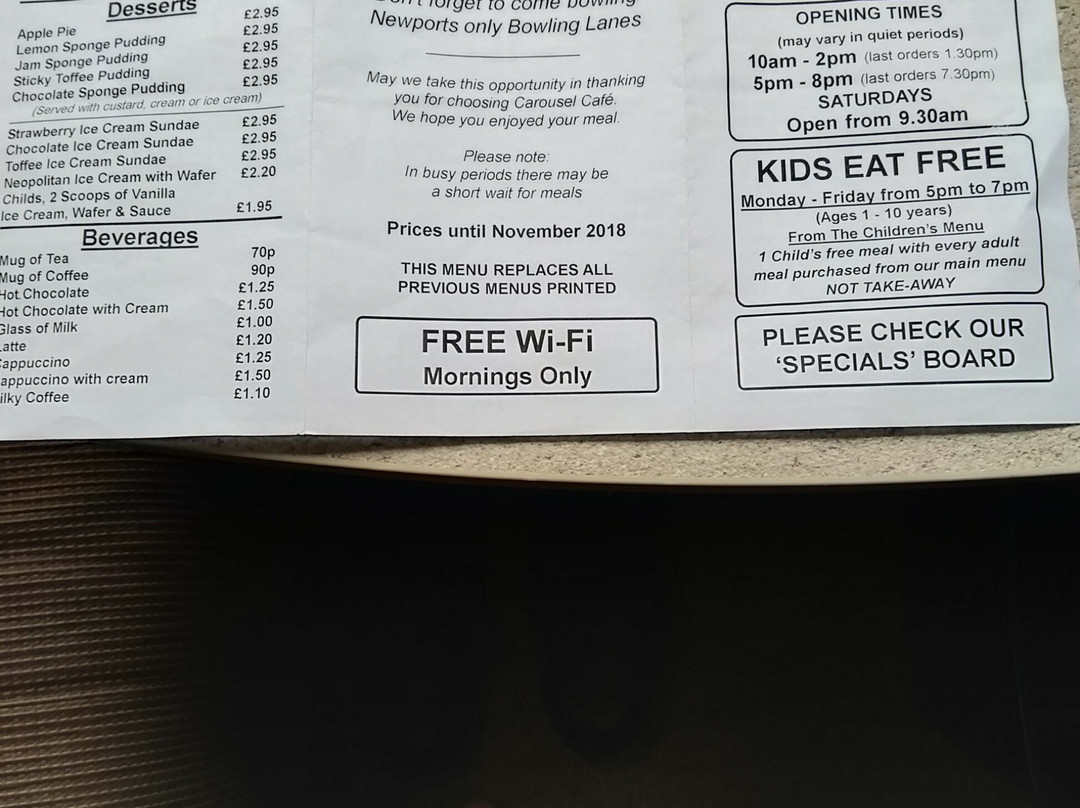 Desserts
Apple Pie £2.95
Lemon Sponge Pudding £2.95
Jam Sponge Pudding £2.95
Sticky Toffee Pudding £2.95
Chocolate Sponge Pudding £2.95
(Served with custard, cream or ice cream)
Strawberry Ice Cream Sundae £2.95
Chocolate Ice Cream Sundae £2.95
Toffee Ice Cream Sundae £2.95
Neopolitan Ice Cream with Wafer £2.20
Childs, 2 Scoops of Vanilla
Ice Cream, Wafer & Sauce £1.95
Beverages
Mug of Tea 70p
Mug of Coffee 90p
Hot Chocolate £1.25
Hot Chocolate with Cream £1.50
Glass of Milk £1.00
atte £1.20
appuccino £1.25
appuccino with cream £1.50
ilky Coffee £1.10
Don't forget to come bowling
Newports only Bowling Lanes
May we take this opportunity in thanking
you for choosing Carousel Café.
We hope you enjoyed your meal.
Please note:
In busy periods there may be
a short wait for meals
Prices until November 2018
THIS MENU REPLACES ALL
PREVIOUS MENUS PRINTED
FREE Wi-Fi
Mornings Only
OPENING TIMES
(may vary in quiet periods)
10am - 2pm (last orders 1.30pm)
5pm - 8pm (last orders 7.30pm)
SATURDAYS
Open from 9.30am
KIDS EAT FREE
Monday - Friday from 5pm to 7pm
(Ages 1 - 10 years)
From The Children's Menu
1 Child's free meal with every adult
meal purchased from our main menu
NOT TAKE-AWAY
PLEASE CHECK OUR
'SPECIALS' BOARD